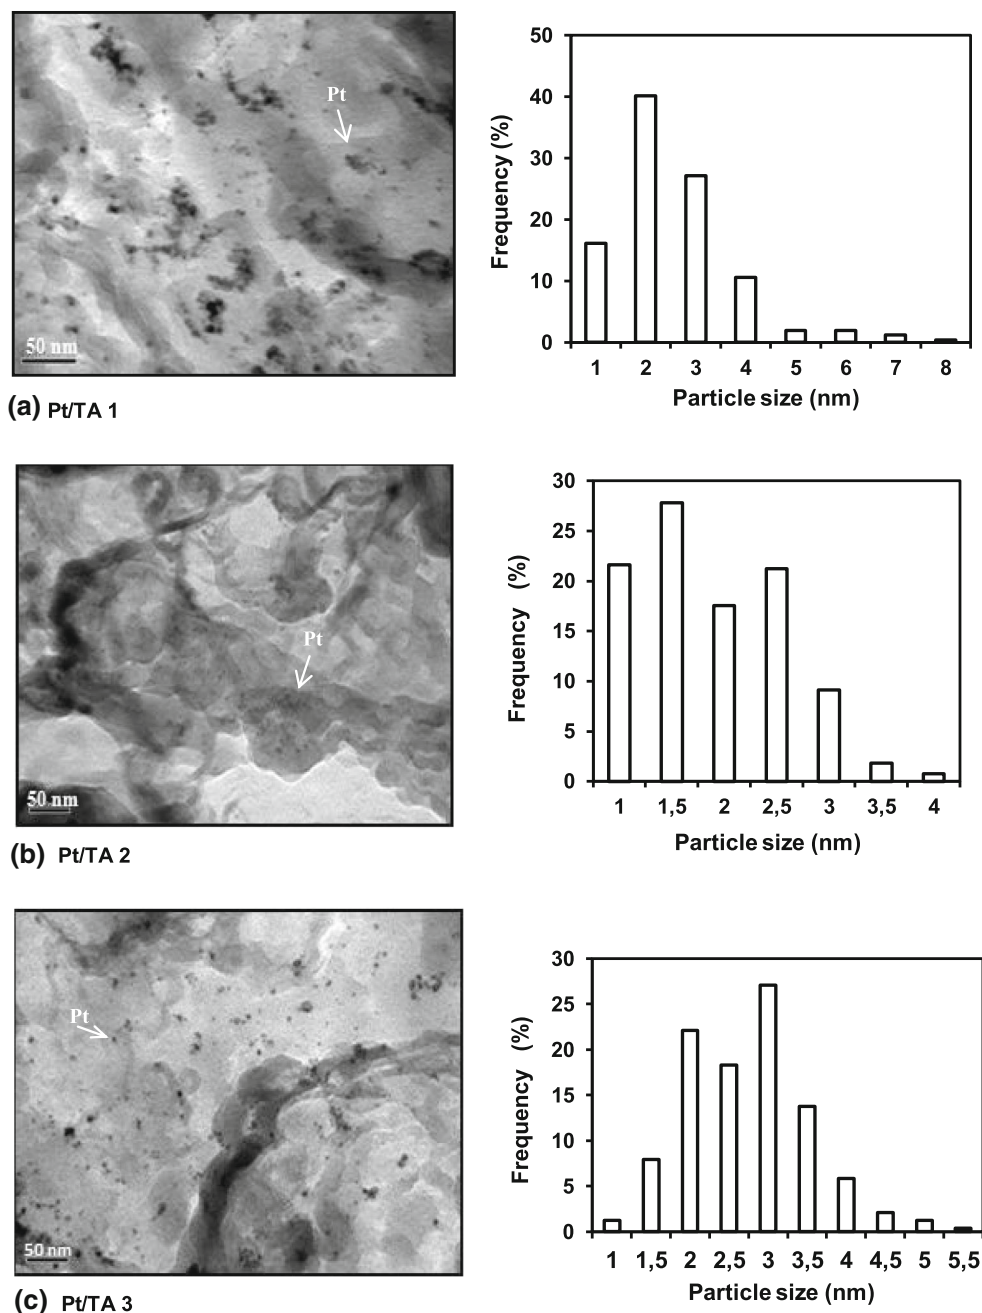 Pt
50 nm
(a) Pt/TA 1
50
40
30
20
10
0
Frequency (%)
1 2 3 4 5 6 7 8
Particle size (nm)
Pt
50 nm
(b) Pt/TA 2
30
25
20
15
10
5
0
Frequency (%)
1 1,5 2 2,5 3 3,5 4
Particle size (nm)
Pt
50 nm
(c) Pt/TA 3
30
25
20
15
10
5
0
Frequency (%)
1 1,5 2 2,5 3 3,5 4 4,5 5 5,5
Particle size (nm)